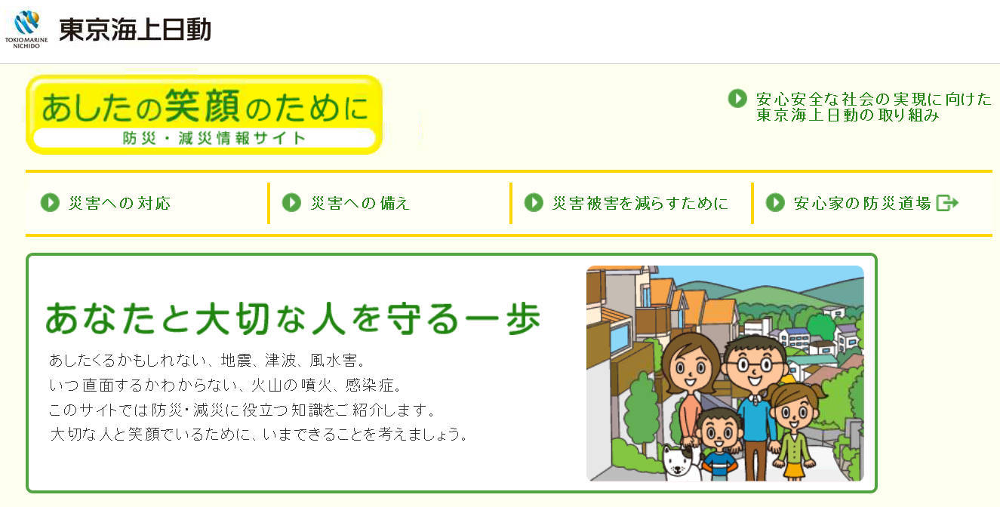 TOKIO MARINE
NICHIDO
東京海上日動
あしたの笑顔のために
防災・減災情報サイト
安心安全な社会の実現に向けた
東京海上日動の取り組み
災害への対応
災害への備え
災害被害を減らすために
安心家の防災道場
あなたと大切な人を守る一歩
あしたくるかもしれない、地震、津波、風水害。
いつ直面するかわからない、火山の噴火、感染症。
このサイトでは防災・減災に役立つ知識をご紹介します。
大切な人と笑顔でいるために、いまできることを考えましょう。